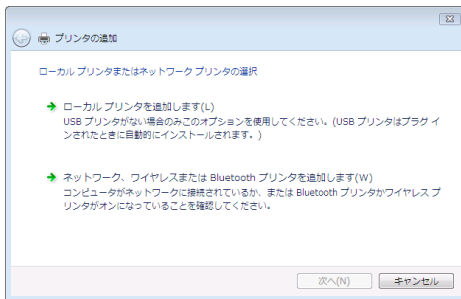 プリンタの追加
ローカル プリンタまたはネットワーク プリンタの選択
ローカル プリンタを追加します(L)
USB プリンタがない場合のみこのオプションを使用してください。(USB プリンタはプラグ イ
ンされたときに自動的にインストールされます。)
ネットワーク、ワイヤレスまたは Bluetooth プリンタを追加します(W)
コンピュータがネットワークに接続されているか、または Bluetooth プリンタかワイヤレス プ
リンタがオンになっていることを確認してください。
次へ(N) キャンセル